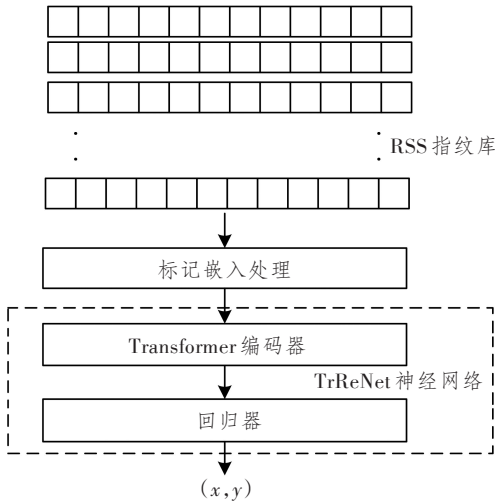 RSS指纹库
标记嵌入处理
Transformer编码器
TrReNet神经网络
回归器
(x,y)